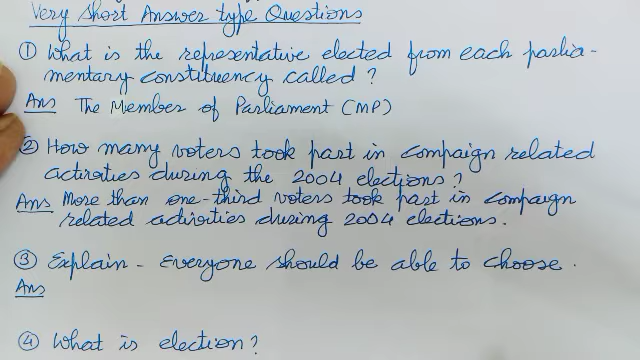 Very Short Answer type Questions
① What is the representative elected from each parlia-
mentary constituency called?
Ans The Member of Parliament (MP)
② How many voters took part in compaign related
activities during the 2004 elections?
Ans More than one-third voters took part in compaign
related activities during 2004 elections.
③ Explain - Everyone should be able to choose.
Ans
④ What is election?